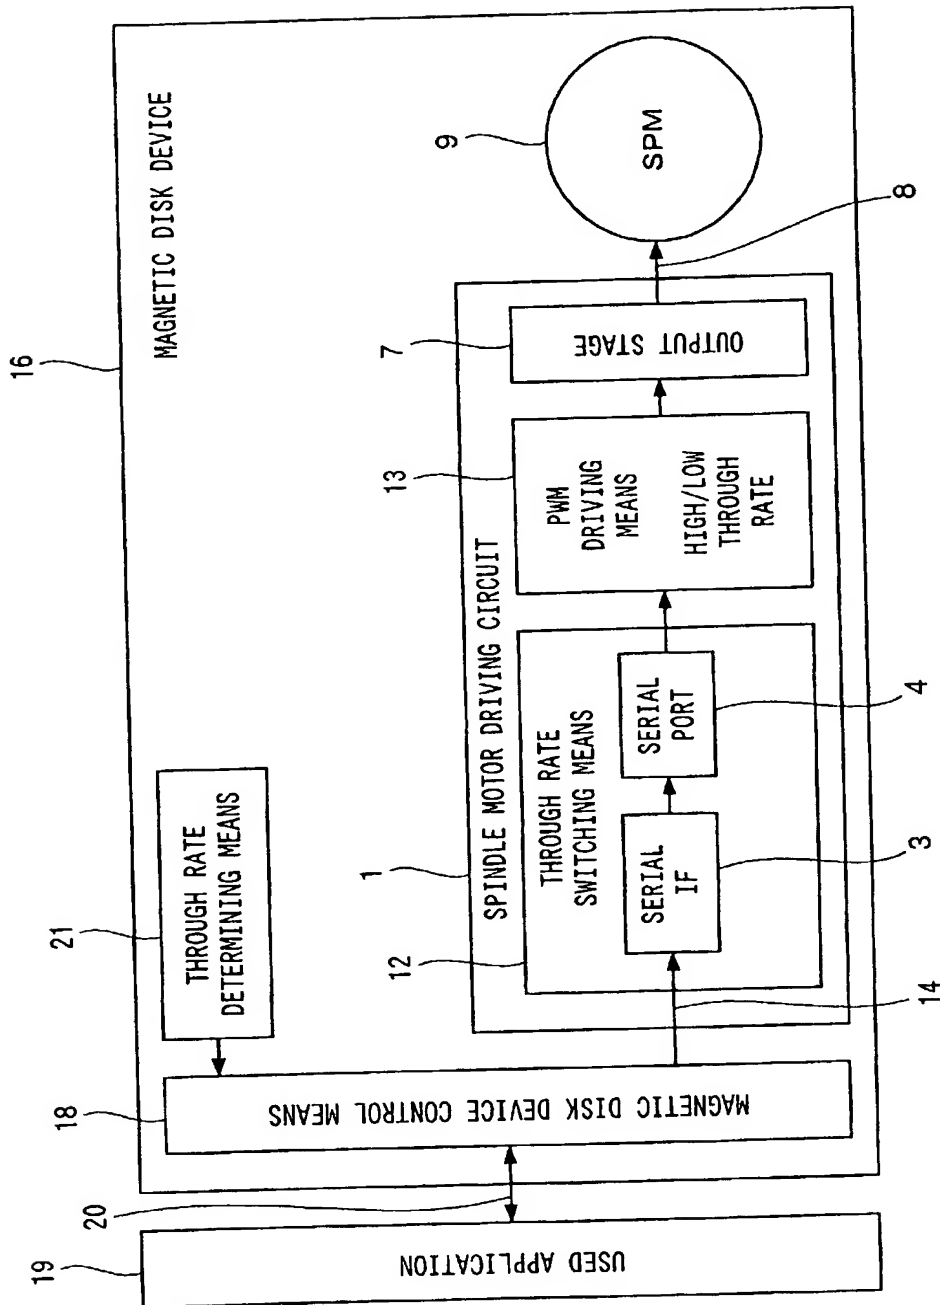 16
MAGNETIC DISK DEVICE
19
USED APPLICATION
20
18
MAGNETIC DISK DEVICE CONTROL MEANS
21
THROUGH RATE
DETERMINING MEANS
1
SPINDLE MOTOR DRIVING CIRCUIT
12
THROUGH RATE
SWITCHING MEANS
SERIAL
IF
3
SERIAL
PORT
4
14
13
PWM
DRIVING
MEANS
HIGH/LOW
THROUGH
RATE
7
OUTPUT STAGE
8
9
SPM